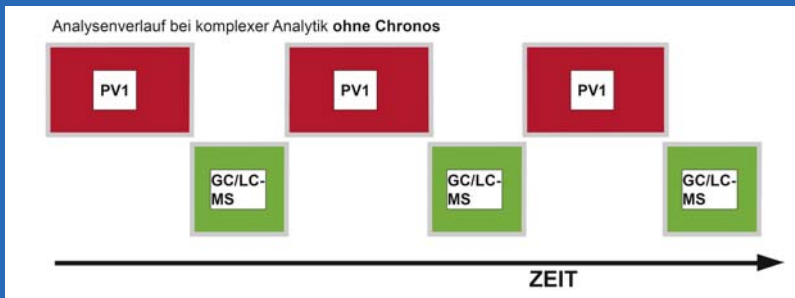 Analysenverlauf bei komplexer Analytik ohne Chronos
PV1
PV1
PV1
GC/LC-
MS
GC/LC-
MS
GC/LC-
MS
ZEIT